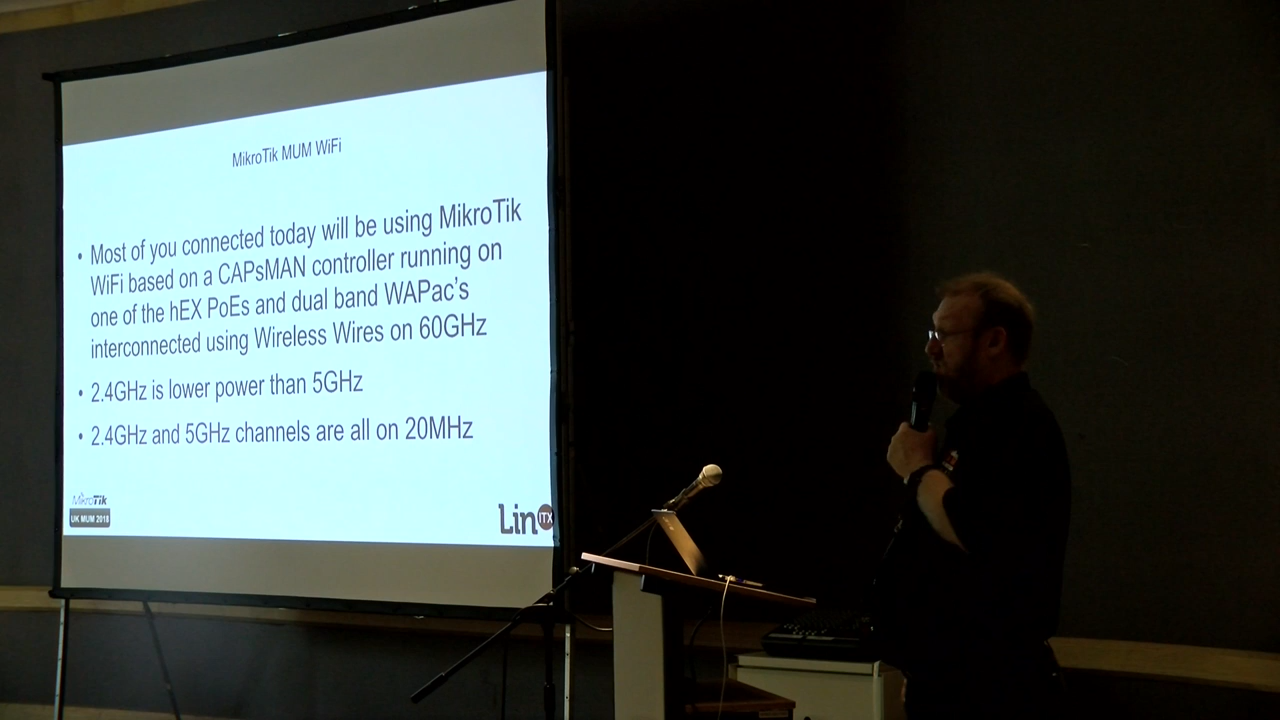 MikroTik MUM WiFi
• Most of you connected today will be using MikroTik
WiFi based on a CAPsMAN controller running on
one of the hEX PoEs and dual band WAPac's
interconnected using Wireless Wires on 60GHz
• 2.4GHz is lower power than 5GHz
• 2.4GHz and 5GHz channels are all on 20MHz
MikroTik
UK MUM 2018
Lin ITX